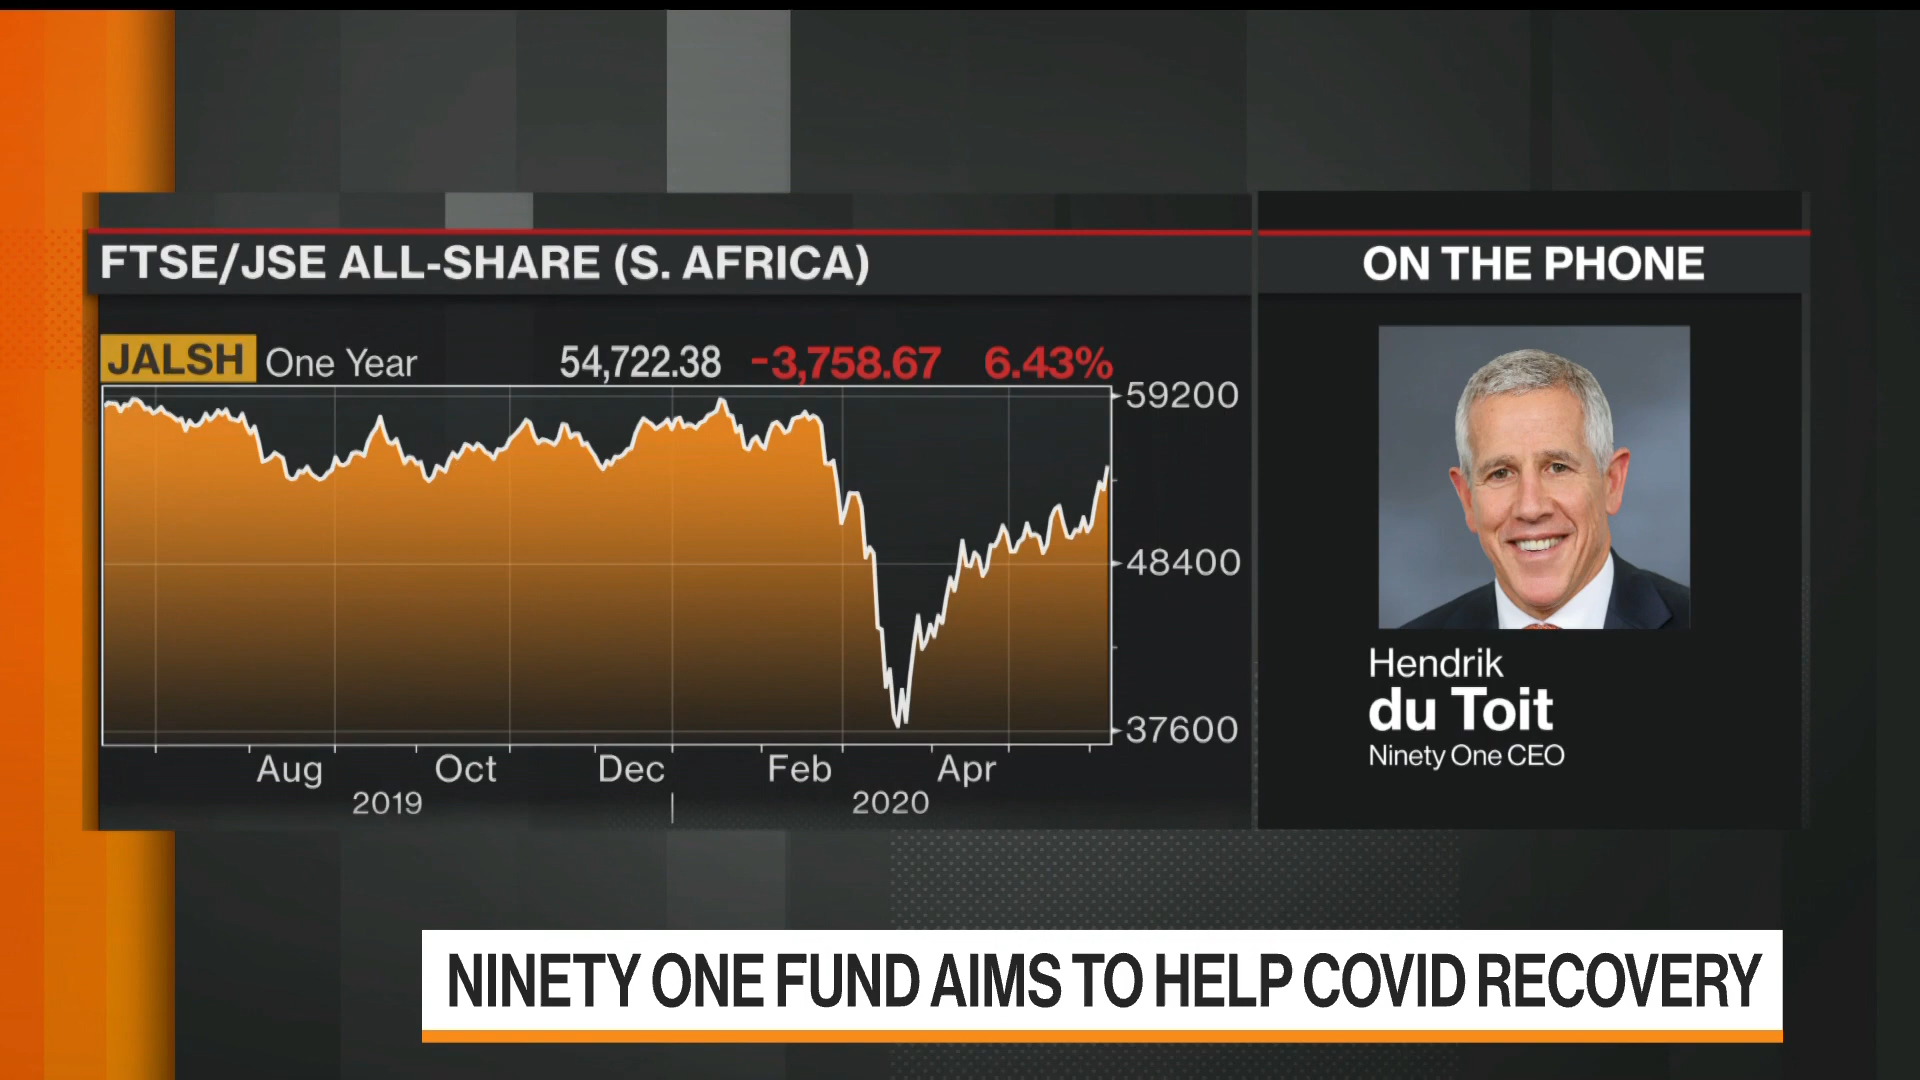 FTSE/JSE ALL-SHARE (S. AFRICA)
JALSH One Year 54,722.38 -3,758.67 6.43%
59200
48400
37600
Aug Oct Dec Feb Apr
2019 2020
ON THE PHONE
Hendrik
du Toit
Ninety One CEO
NINETY ONE FUND AIMS TO HELP COVID RECOVERY